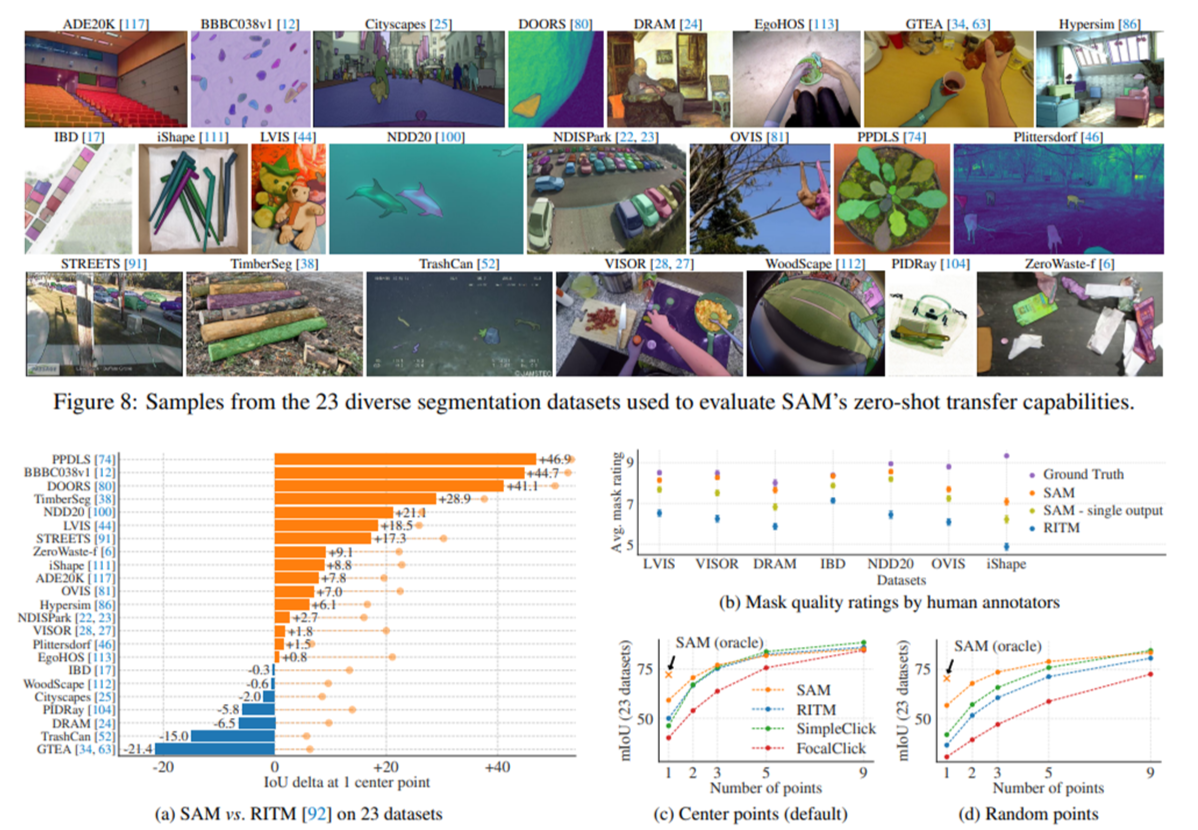 ADE20K [117] BBBC038v1 [12] Cityscapes [25] DOORS [80] DRAM [24] EgoHOS [113] GTEA [34, 63] Hypersim [86]
IBD [17] iShape [111] LVIS [44] NDD20 [100] NDISPark [22, 23] OVIS [81] PPDLS [74] Plittersdorf [46]
STREETS [91] TimberSeg [38] TrashCan [52] VISOR [28, 27] WoodScape [112] PIDRay [104] ZeroWaste-f [6]
©JAMSTEC
Figure 8: Samples from the 23 diverse segmentation datasets used to evaluate SAM's zero-shot transfer capabilities.
PPDLS [74] +46.9
BBBC038v1 [12] +44.7
DOORS [80] +41.1
TimberSeg [38] +28.9
NDD20 [100] +21.1
LVIS [44] +18.5
STREETS [91] +17.3
ZeroWaste-f [6] +9.1
iShape [111] +8.8
ADE20K [117] +7.8
OVIS [81] +7.0
Hypersim [86] +6.1
NDISPark [22, 23] +2.7
VISOR [28, 27] +1.8
Plittersdorf [46] +1.5
EgoHOS [113] +0.8
IBD [17] -0.3
WoodScape [112] -0.6
Cityscapes [25] -2.0
PIDRay [104] -5.8
DRAM [24] -6.5
TrashCan [52] -15.0
GTEA [34, 63] -21.4
-20 0 +20 +40
IoU delta at 1 center point
(a) SAM vs. RITM [92] on 23 datasets
Avg. mask rating
9
7
5
Ground Truth
SAM
SAM - single output
RITM
LVIS VISOR DRAM IBD NDD20 OVIS iShape
Datasets
(b) Mask quality ratings by human annotators
mIoU (23 datasets)
75
50
SAM (oracle)
SAM
RITM
SimpleClick
FocalClick
1 2 3 5 9
Number of points
(c) Center points (default)
mIoU (23 datasets)
75
50
SAM (oracle)
1 2 3 5 9
Number of points
(d) Random points